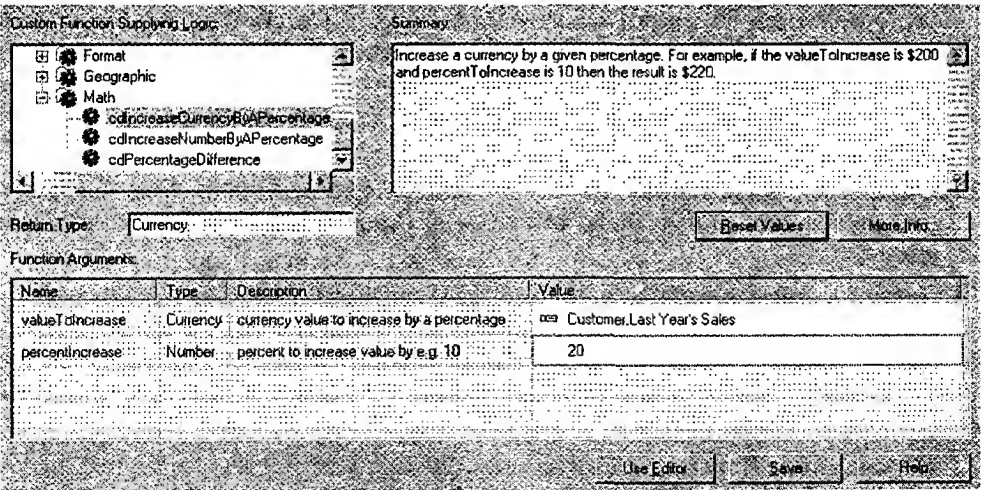 Custom Function Supplying Logic:
Format
Geographic
Math
cdIncreaseCurrencyByAPercentage
cdIncreaseNumberByAPercentage
cdPercentageDifference
Summary:
Increase a currency by a given percentage. For example, if the valueToIncrease is $200
and percentToIncrease is 10 then the result is $220.
Return Type: Currency
Reset Values More Info
Function Arguments:
Name Type Description Value
valueToIncrease Currency currency value to increase by a percentage Customer.Last Year's Sales
percentIncrease Number percent to increase value by e.g. 10 20
Use Editor Save Help